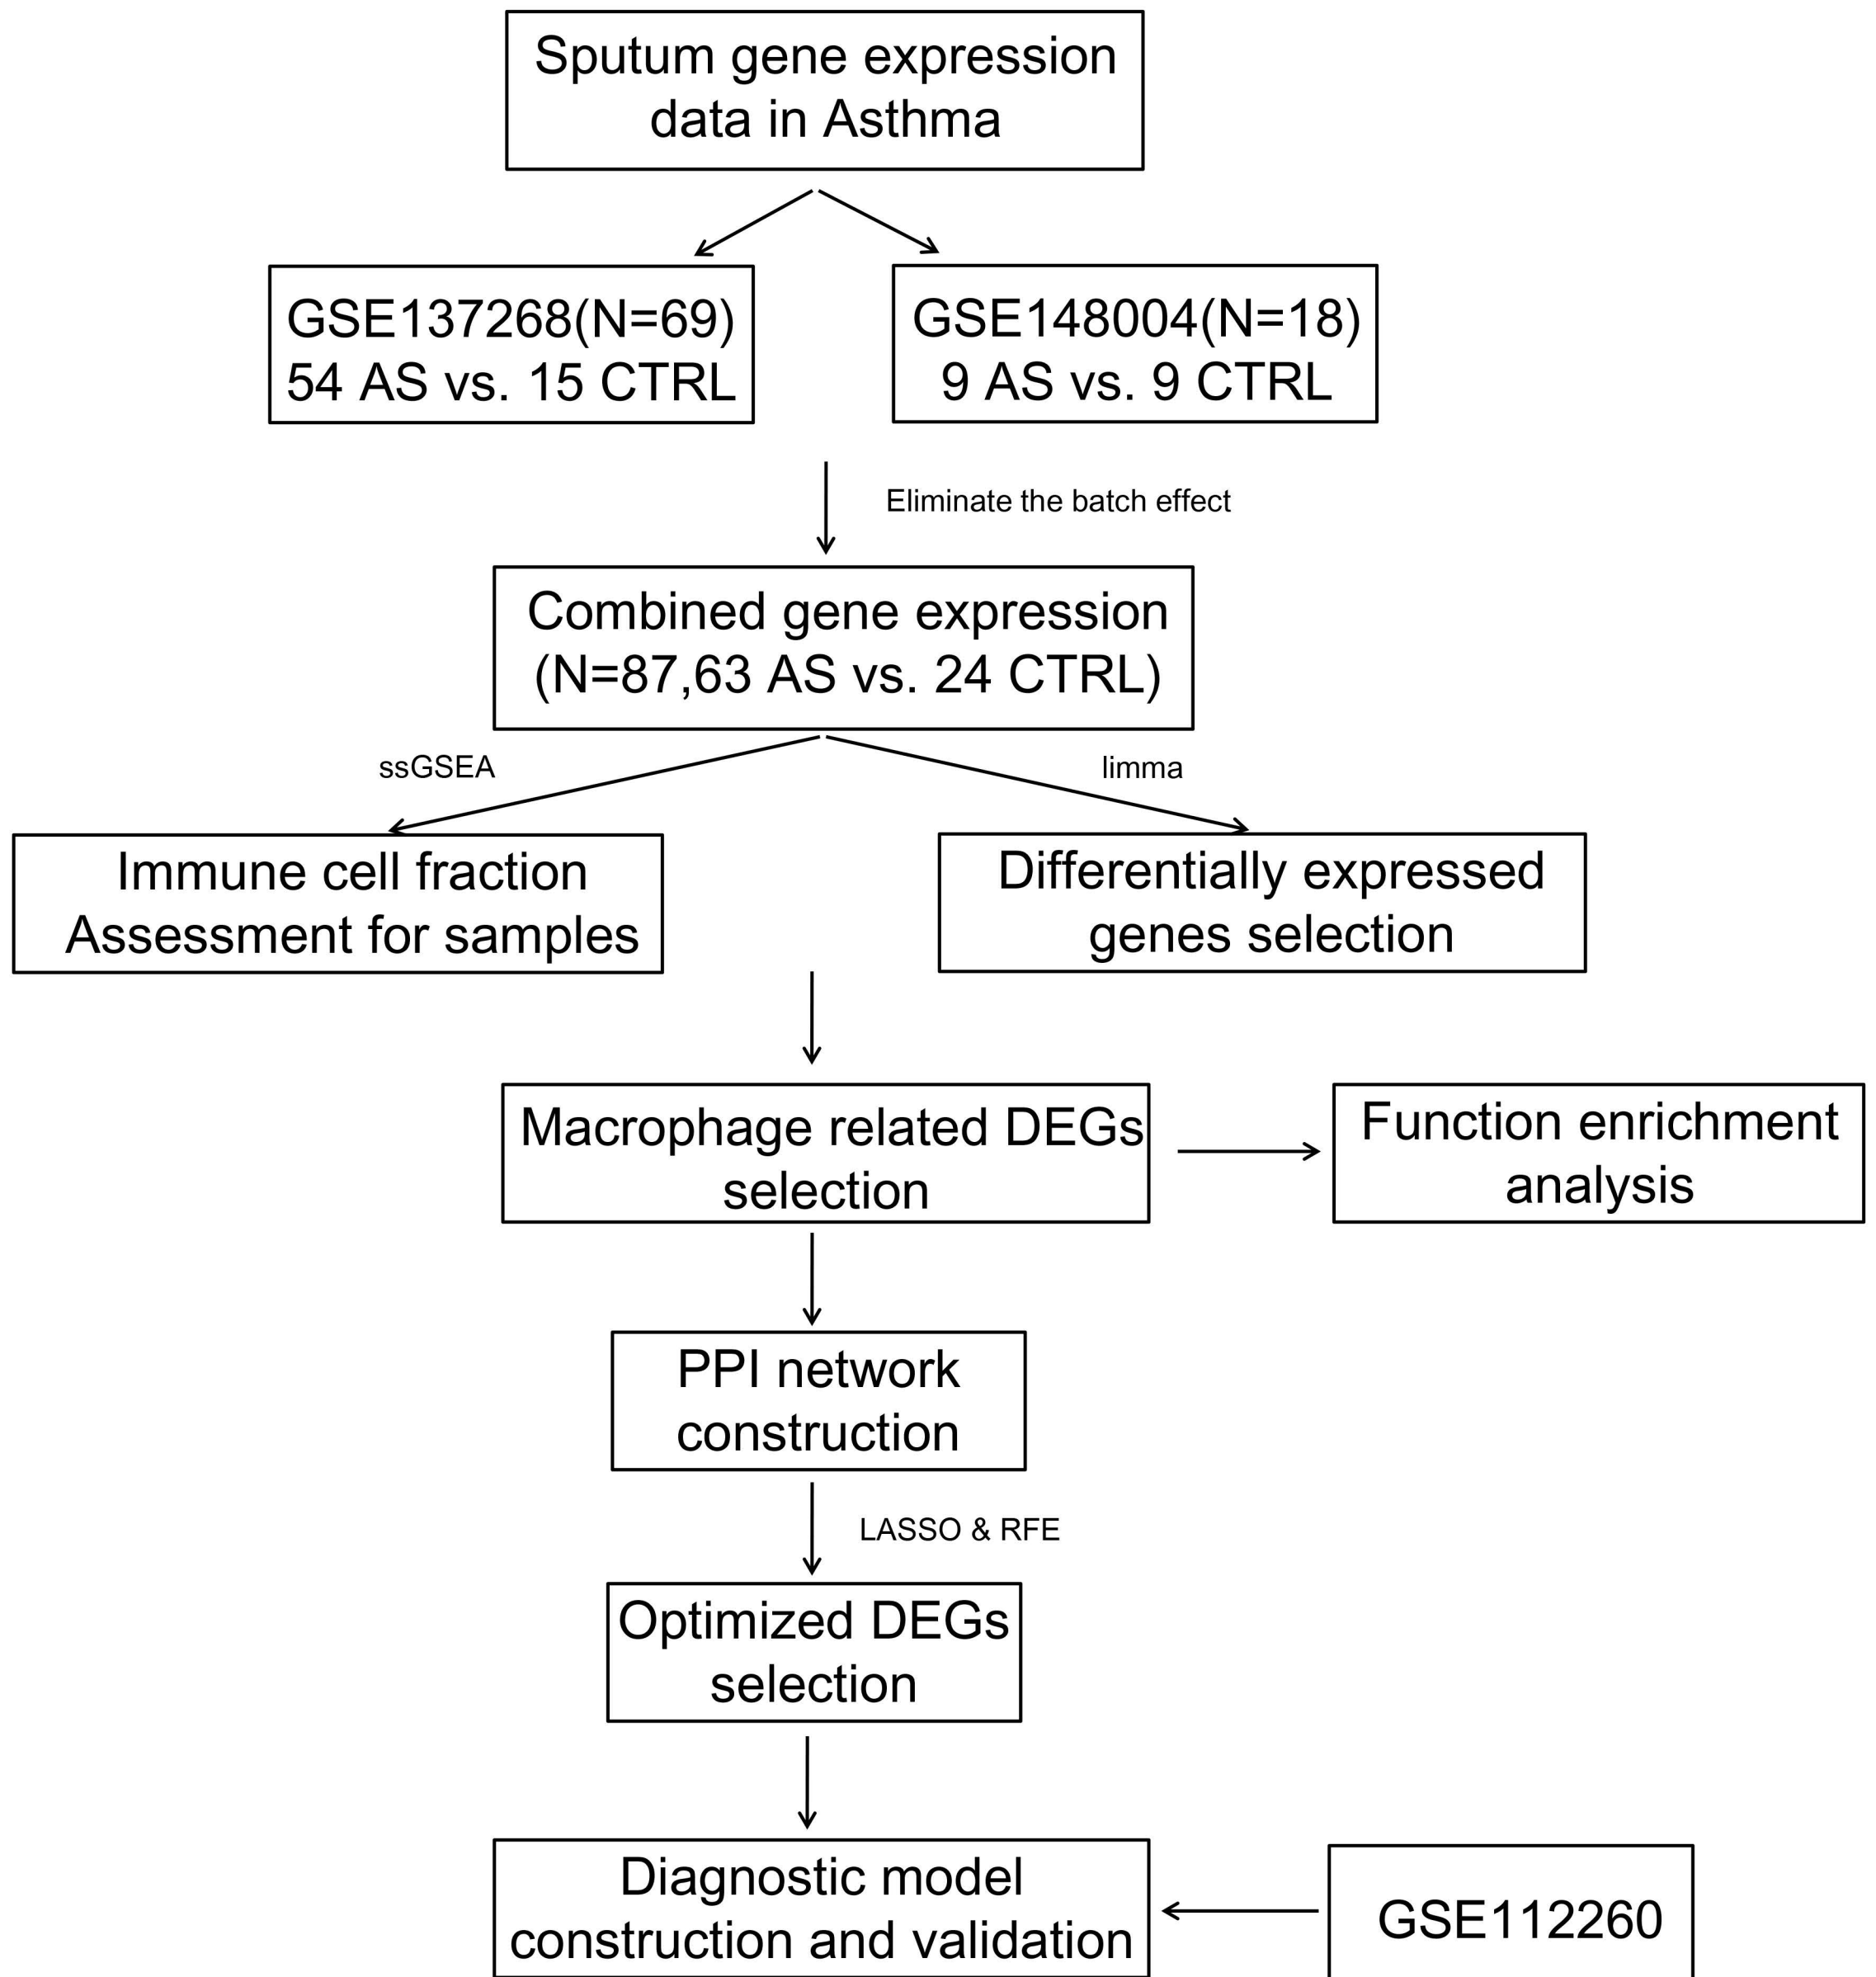 Sputum gene expression
data in Asthma
GSE137268(N=69)
54 AS vs. 15 CTRL
GSE148004(N=18)
9 AS vs. 9 CTRL
Eliminate the batch effect
Combined gene expression
(N=87,63 AS vs. 24 CTRL)
ssGSEA
limma
Immune cell fraction
Assessment for samples
Differentially expressed
genes selection
Macrophage related DEGs
selection
Function enrichment
analysis
PPI network
construction
LASSO & RFE
Optimized DEGs
selection
Diagnostic model
construction and validation
GSE112260